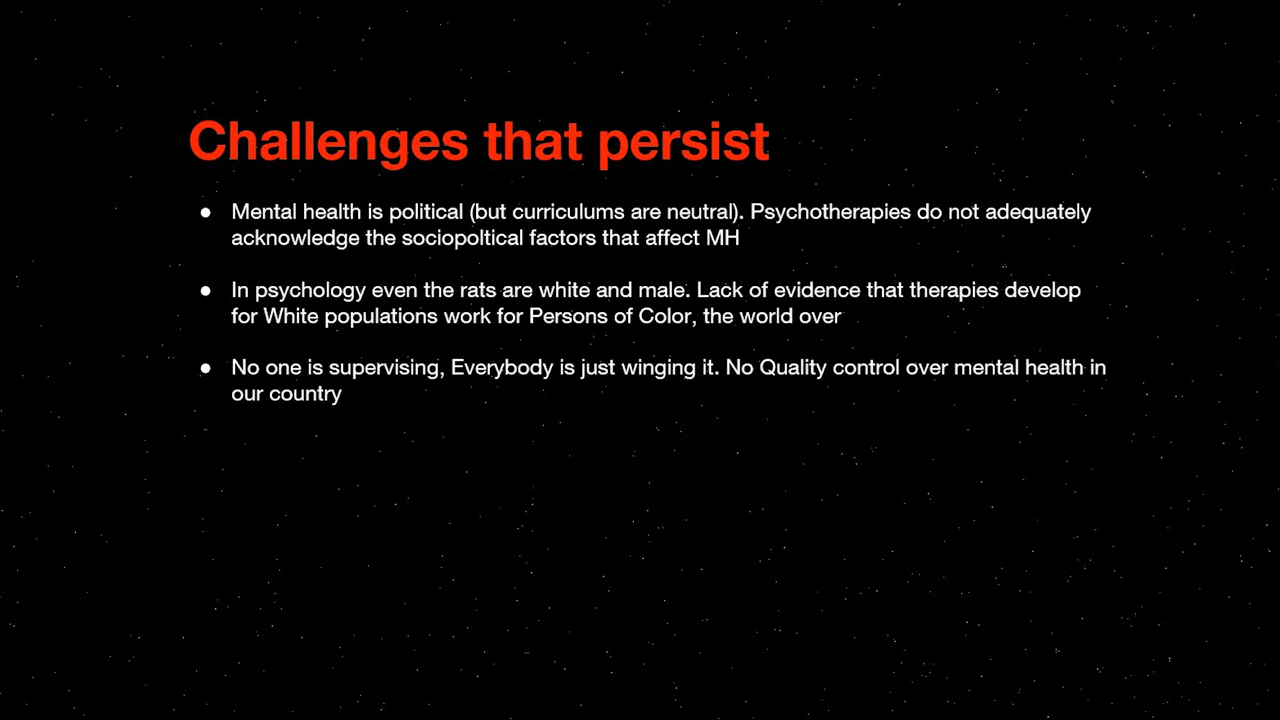 Challenges that persist
● Mental health is political (but curriculums are neutral). Psychotherapies do not adequately
acknowledge the sociopoltical factors that affect MH
● In psychology even the rats are white and male. Lack of evidence that therapies develop
for White populations work for Persons of Color, the world over
● No one is supervising, Everybody is just winging it. No Quality control over mental health in
our country